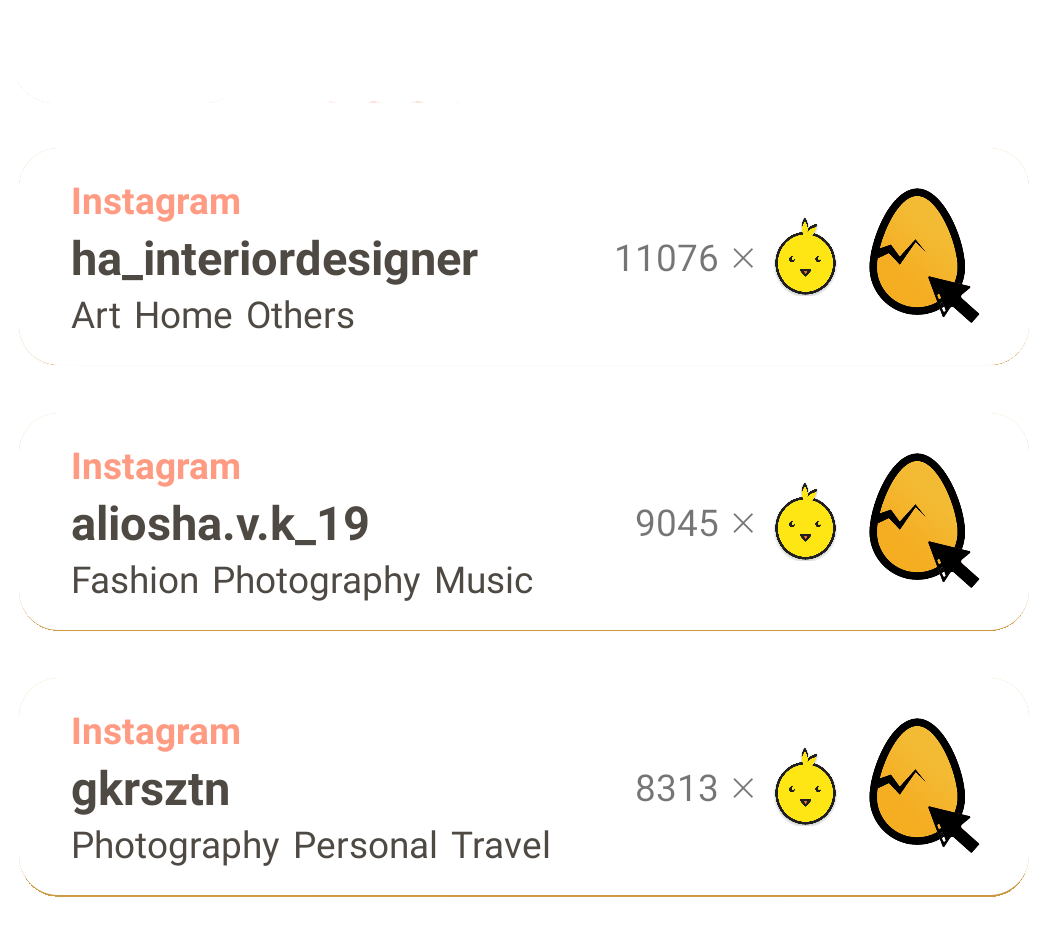 Instagram
ha_interiordesigner
Art Home Others
11076 ×
Instagram
aliosha.v.k_19
Fashion Photography Music
9045 ×
Instagram
gkrsztn
Photography Personal Travel
8313 ×